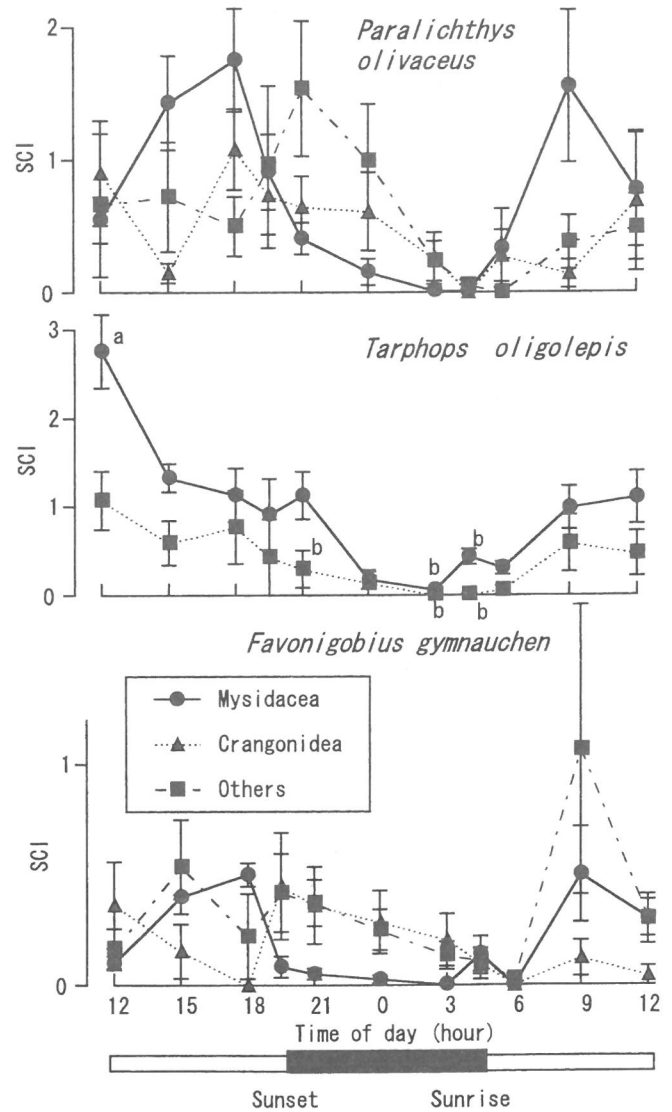 Paralichthys
olivaceus
2
1
0
SCI
Tarphops oligolepis
3
2
1
0
SCI
a
b
b
b
b
b
Favonigobius gymnauchen
Mysidacea
Crangonidea
Others
1
0
SCI
12 15 18 21 0 3 6 9 12
Time of day (hour)
Sunset Sunrise